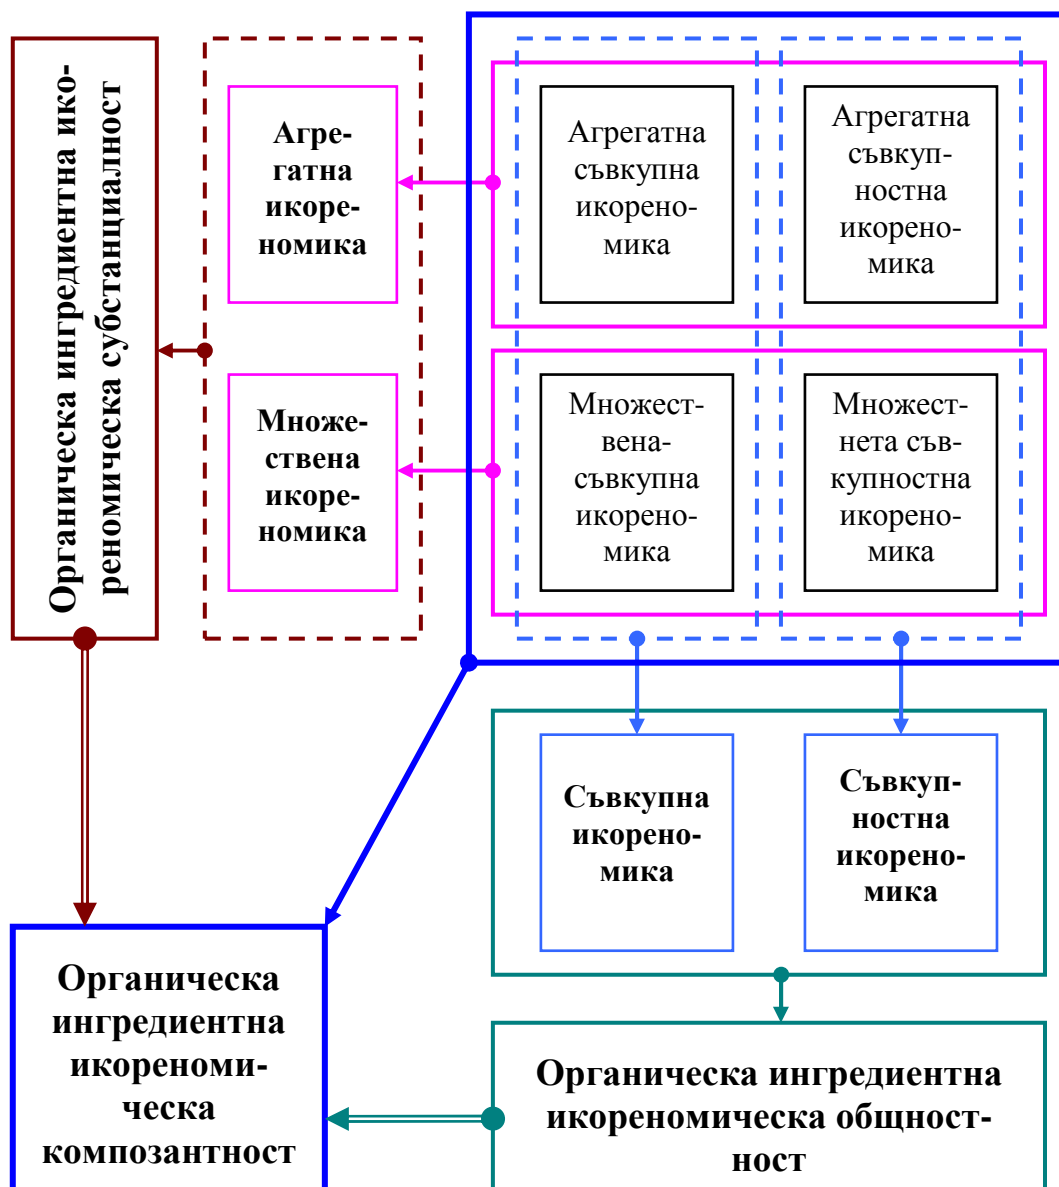 Органическа ингредиентна ико-
реномическа субстанциалност
Агре-
гатна
икоре-
номика
Агрегатна
съвкупна
икорено-
мика
Агрегатна
съвкуп-
ностна
икорено-
мика
Множе-
ствена
икоре-
номика
Множест-
вена-
съвкупна
икорено-
мика
Множест-
нета съв-
купностна
икорено-
мика
Съвкупна
икорено-
мика
Съвкуп-
ностна
икорено-
мика
Органическа
ингредиентна
икореноми-
ческа
композантност
Органическа ингредиентна
икореномическа общност-
ност